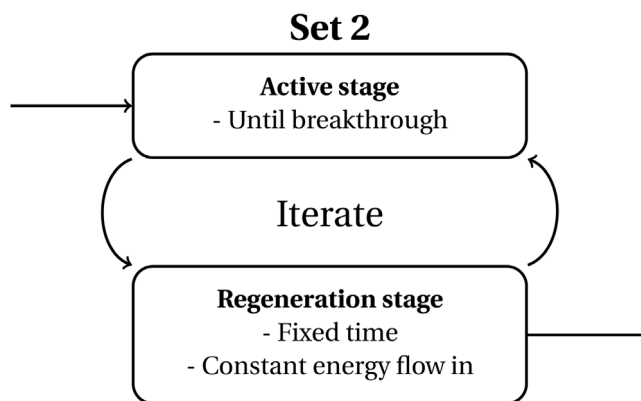 Set 2
Active stage
- Until breakthrough
Iterate
Regeneration stage
- Fixed time
- Constant energy flow in